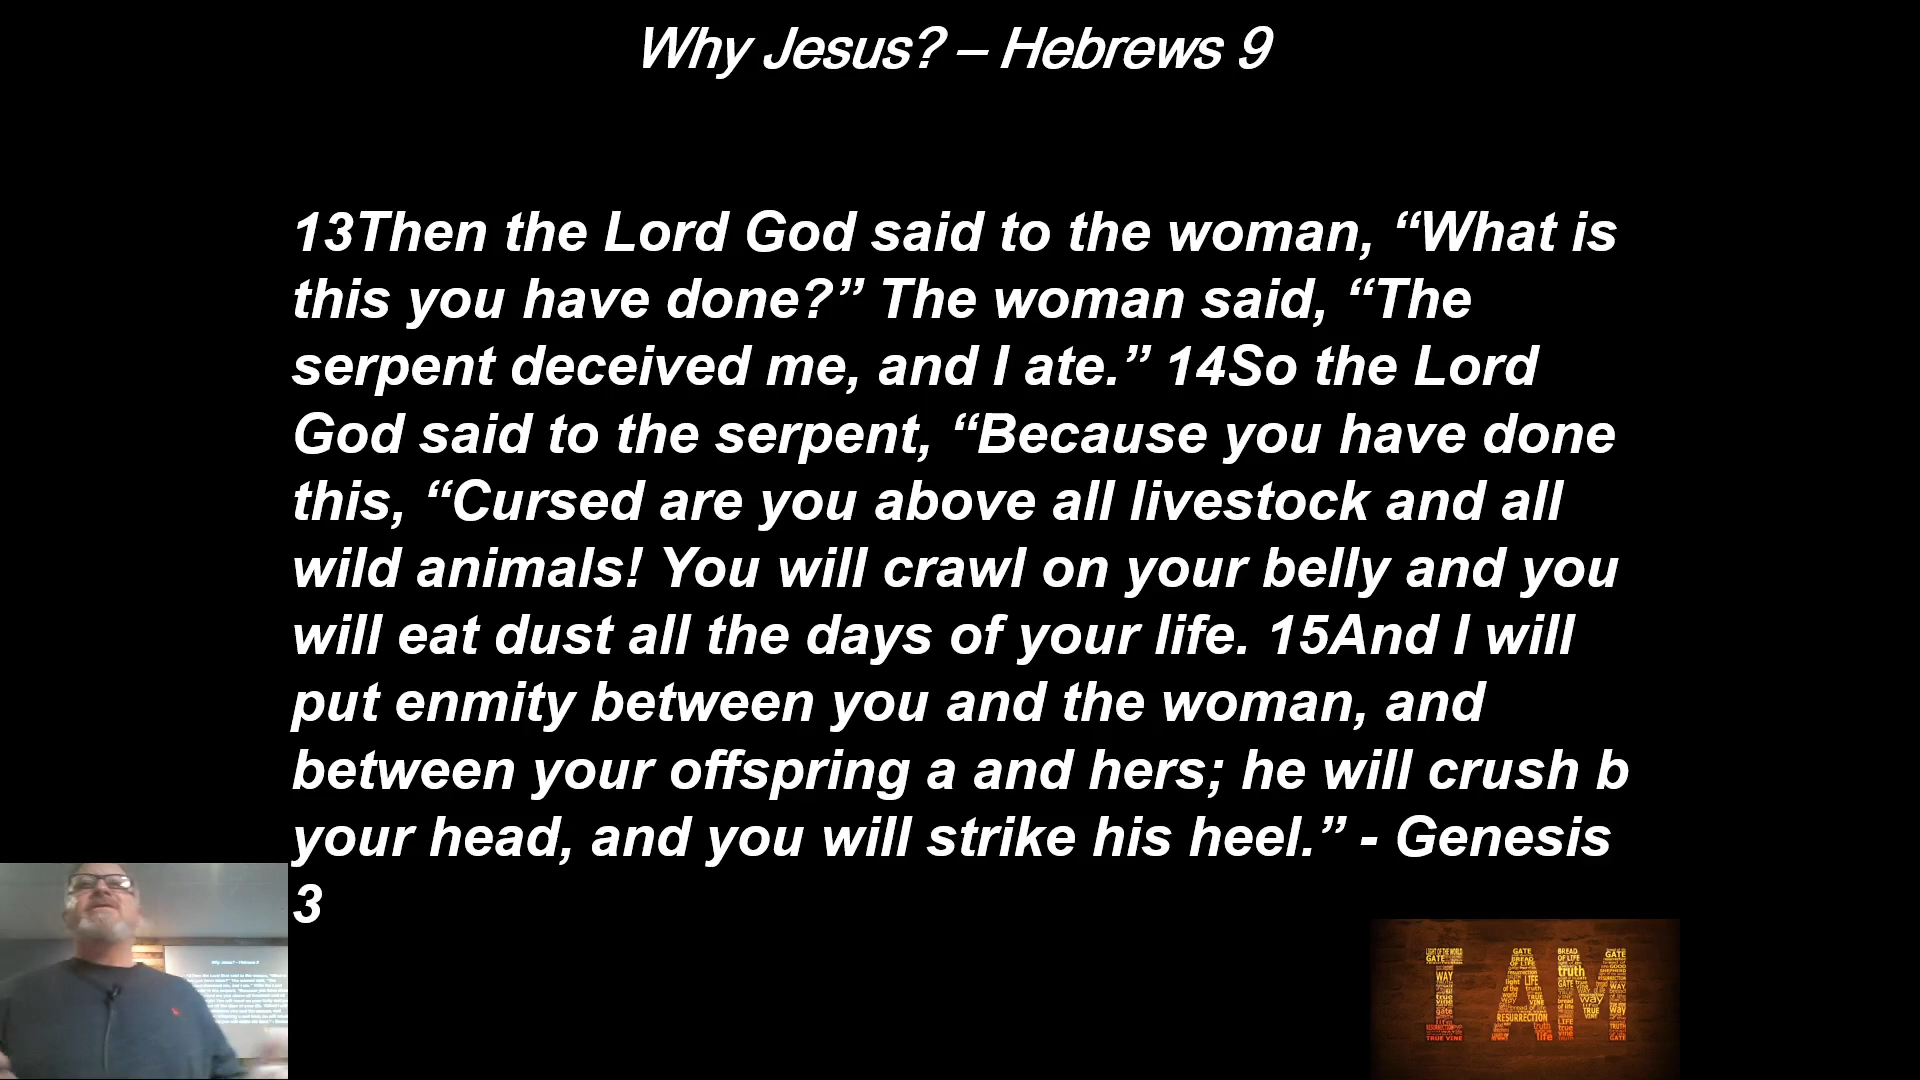 Why Jesus? – Hebrews 9
13Then the Lord God said to the woman, “What is
this you have done?” The woman said, “The
serpent deceived me, and I ate.” 14So the Lord
God said to the serpent, “Because you have done
this, “Cursed are you above all livestock and all
wild animals! You will crawl on your belly and you
will eat dust all the days of your life. 15And I will
put enmity between you and the woman, and
between your offspring a and hers; he will crush b
your head, and you will strike his heel.” - Genesis
3
I AM